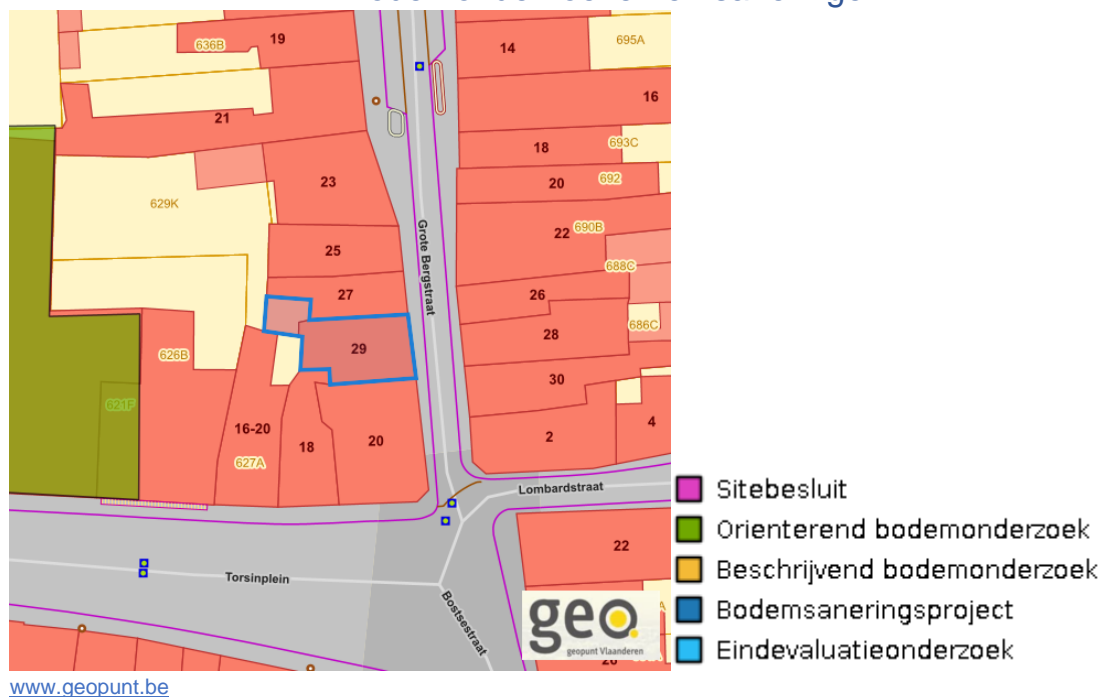 636B
19
14
695A
16
21
18
693C
20
692
23
629K
22
690B
25
688C
Grote Bergstraat
27
26
686C
28
29
626B
30
621F
16-20
18
20
2
4
627A
Lombardstraat
Sitebesluit
Orienterend bodemonderzoek
22
Beschrijvend bodemonderzoek
Torsinplein
Bostsestraat
geo.
geopunt Vlaanderen
Bodemsaneringsproject
Eindevaluatieonderzoek
www.geopunt.be